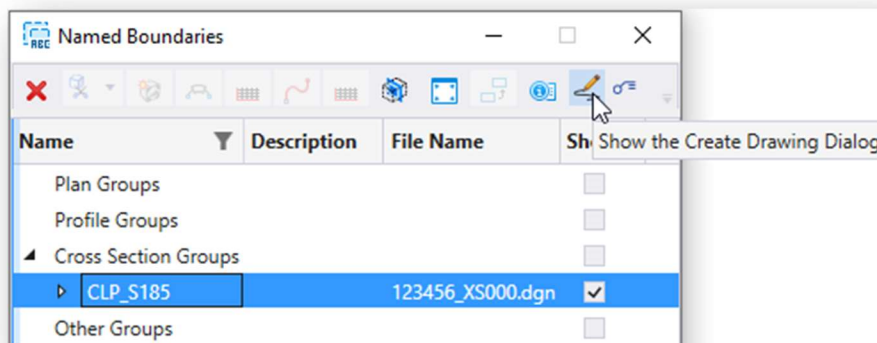 Named Boundaries
Name Description File Name Sh Show the Create Drawing Dialog
Plan Groups
Profile Groups
Cross Section Groups
CLP_S185 123456_XS000.dgn
Other Groups